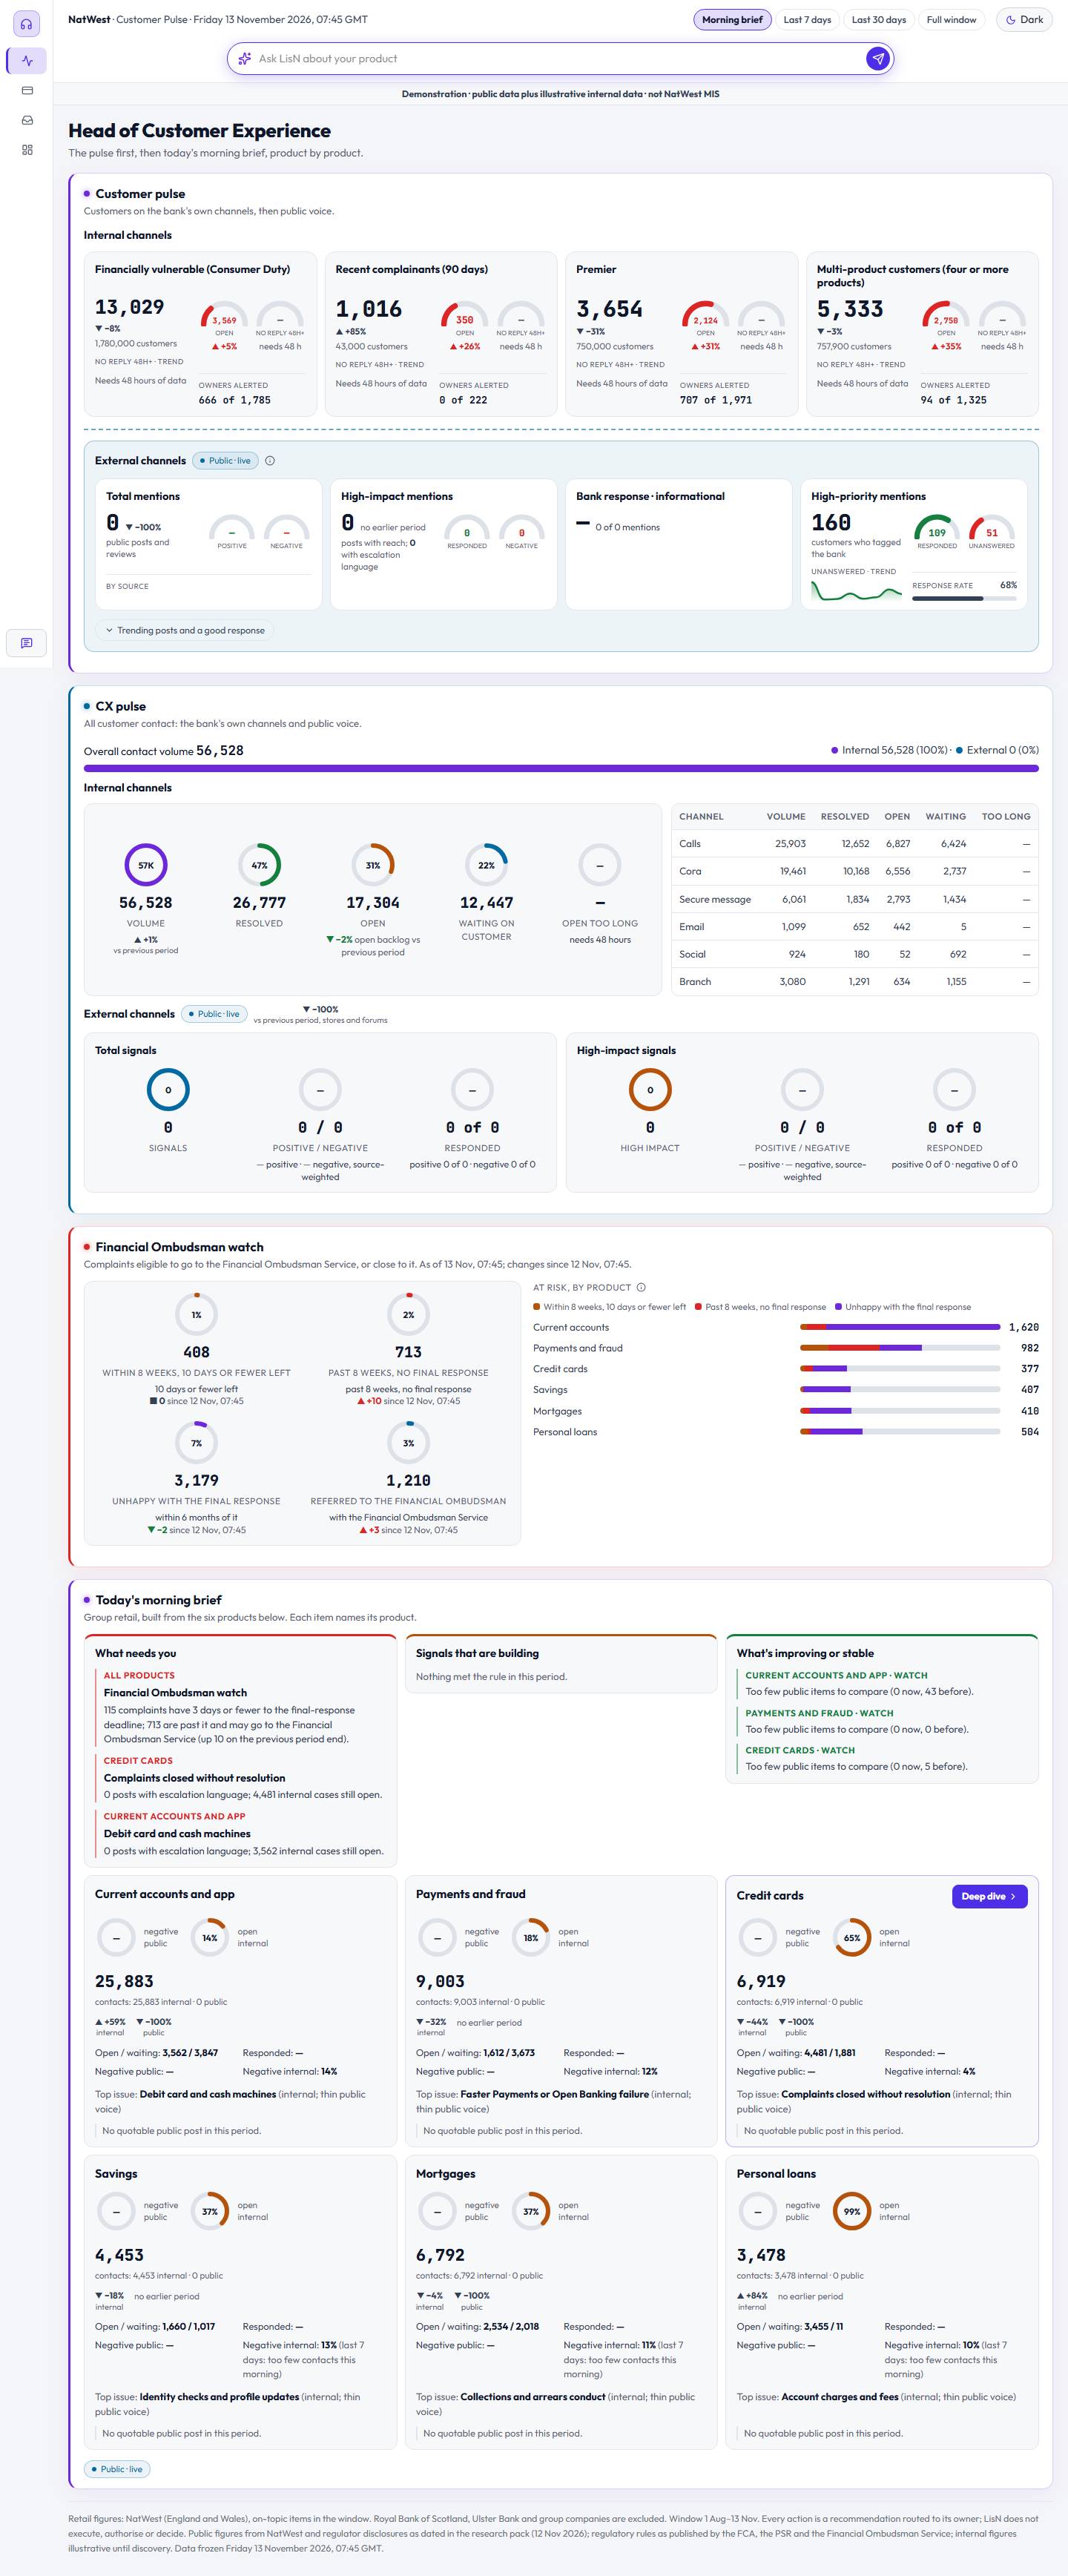 NatWest · Customer Pulse · Friday 13 November 2026, 07:45 GMT
Morning brief
Last 7 days
Last 30 days
Full window
Dark
Ask LisN about your product
Demonstration · public data plus illustrative internal data · not NatWest MIS
Head of Customer Experience
The pulse first, then today's morning brief, product by product.
Customer pulse
Customers on the bank's own channels, then public voice.
Internal channels
Financially vulnerable (Consumer Duty)
13,029
▼ −8%
1,780,000 customers
3,569
OPEN
▲ +5%
–
NO REPLY 48H+
needs 48 h
NO REPLY 48H+ · TREND
Needs 48 hours of data
OWNERS ALERTED
666 of 1,785
Recent complainants (90 days)
1,016
▲ +85%
43,000 customers
350
OPEN
▲ +26%
–
NO REPLY 48H+
needs 48 h
NO REPLY 48H+ · TREND
Needs 48 hours of data
OWNERS ALERTED
0 of 222
Premier
3,654
▼ −31%
750,000 customers
2,124
OPEN
▲ +31%
–
NO REPLY 48H+
needs 48 h
NO REPLY 48H+ · TREND
Needs 48 hours of data
OWNERS ALERTED
707 of 1,971
Multi-product customers (four or more
products)
5,333
▼ −3%
757,900 customers
2,750
OPEN
▲ +35%
–
NO REPLY 48H+
needs 48 h
NO REPLY 48H+ · TREND
Needs 48 hours of data
OWNERS ALERTED
94 of 1,325
External channels
Public · live
Total mentions
0 ▼ −100%
public posts and
reviews
–
POSITIVE
–
NEGATIVE
BY SOURCE
High-impact mentions
0 no earlier period
posts with reach; 0
with escalation
language
0
RESPONDED
0
NEGATIVE
Bank response · informational
— 0 of 0 mentions
High-priority mentions
160
customers who tagged
the bank
109
RESPONDED
51
UNANSWERED
UNANSWERED · TREND
RESPONSE RATE 68%
Trending posts and a good response
CX pulse
All customer contact: the bank's own channels and public voice.
Overall contact volume 56,528
Internal 56,528 (100%) · External 0 (0%)
Internal channels
57K
56,528
VOLUME
▲ +1%
vs previous period
47%
26,777
RESOLVED
31%
17,304
OPEN
▼ −2% open backlog vs
previous period
22%
12,447
WAITING ON
CUSTOMER
–
–
OPEN TOO LONG
needs 48 hours
CHANNEL VOLUME RESOLVED OPEN WAITING TOO LONG
Calls 25,903 12,652 6,827 6,424 —
Cora 19,461 10,168 6,556 2,737 —
Secure message 6,061 1,834 2,793 1,434 —
Email 1,099 652 442 5 —
Social 924 180 52 692 —
Branch 3,080 1,291 634 1,155 —
External channels
Public · live
▼ −100%
vs previous period, stores and forums
Total signals
0
0
SIGNALS
–
0 / 0
POSITIVE / NEGATIVE
— positive · — negative, source-
weighted
–
0 of 0
RESPONDED
positive 0 of 0 · negative 0 of 0
High-impact signals
0
0
HIGH IMPACT
–
0 / 0
POSITIVE / NEGATIVE
— positive · — negative, source-
weighted
–
0 of 0
RESPONDED
positive 0 of 0 · negative 0 of 0
Financial Ombudsman watch
Complaints eligible to go to the Financial Ombudsman Service, or close to it. As of 13 Nov, 07:45; changes since 12 Nov, 07:45.
1%
408
WITHIN 8 WEEKS, 10 DAYS OR FEWER LEFT
10 days or fewer left
■ 0 since 12 Nov, 07:45
2%
713
PAST 8 WEEKS, NO FINAL RESPONSE
past 8 weeks, no final response
▲ +10 since 12 Nov, 07:45
7%
3,179
UNHAPPY WITH THE FINAL RESPONSE
within 6 months of it
▼ −2 since 12 Nov, 07:45
3%
1,210
REFERRED TO THE FINANCIAL OMBUDSMAN
with the Financial Ombudsman Service
▲ +3 since 12 Nov, 07:45
AT RISK, BY PRODUCT
Within 8 weeks, 10 days or fewer left
Past 8 weeks, no final response
Unhappy with the final response
Current accounts 1,620
Payments and fraud 982
Credit cards 377
Savings 407
Mortgages 410
Personal loans 504
Today's morning brief
Group retail, built from the six products below. Each item names its product.
What needs you
ALL PRODUCTS
Financial Ombudsman watch
115 complaints have 3 days or fewer to the final-response
deadline; 713 are past it and may go to the Financial
Ombudsman Service (up 10 on the previous period end).
CREDIT CARDS
Complaints closed without resolution
0 posts with escalation language; 4,481 internal cases still open.
CURRENT ACCOUNTS AND APP
Debit card and cash machines
0 posts with escalation language; 3,562 internal cases still open.
Signals that are building
Nothing met the rule in this period.
What's improving or stable
CURRENT ACCOUNTS AND APP · WATCH
Too few public items to compare (0 now, 43 before).
PAYMENTS AND FRAUD · WATCH
Too few public items to compare (0 now, 0 before).
CREDIT CARDS · WATCH
Too few public items to compare (0 now, 5 before).
Current accounts and app
–
negative
public
14%
open
internal
25,883
contacts: 25,883 internal · 0 public
▲ +59% ▼ −100%
internal public
Open / waiting: 3,562 / 3,847 Responded: —
Negative public: — Negative internal: 14%
Top issue: Debit card and cash machines (internal; thin public
voice)
No quotable public post in this period.
Payments and fraud
–
negative
public
18%
open
internal
9,003
contacts: 9,003 internal · 0 public
▼ −32% no earlier period
internal
Open / waiting: 1,612 / 3,673 Responded: —
Negative public: — Negative internal: 12%
Top issue: Faster Payments or Open Banking failure (internal;
thin public voice)
No quotable public post in this period.
Credit cards
Deep dive
–
negative
public
65%
open
internal
6,919
contacts: 6,919 internal · 0 public
▼ −44% ▼ −100%
internal public
Open / waiting: 4,481 / 1,881 Responded: —
Negative public: — Negative internal: 4%
Top issue: Complaints closed without resolution (internal; thin
public voice)
No quotable public post in this period.
Savings
–
negative
public
37%
open
internal
4,453
contacts: 4,453 internal · 0 public
▼ −18% no earlier period
internal
Open / waiting: 1,660 / 1,017 Responded: —
Negative public: — Negative internal: 13% (last 7
days: too few contacts this
morning)
Top issue: Identity checks and profile updates (internal; thin
public voice)
No quotable public post in this period.
Mortgages
–
negative
public
37%
open
internal
6,792
contacts: 6,792 internal · 0 public
▼ −4% ▼ −100%
internal public
Open / waiting: 2,534 / 2,018 Responded: —
Negative public: — Negative internal: 11% (last 7
days: too few contacts this
morning)
Top issue: Collections and arrears conduct (internal; thin public
voice)
No quotable public post in this period.
Personal loans
–
negative
public
99%
open
internal
3,478
contacts: 3,478 internal · 0 public
▲ +84% no earlier period
internal
Open / waiting: 3,455 / 11 Responded: —
Negative public: — Negative internal: 10% (last 7
days: too few contacts this
morning)
Top issue: Account charges and fees (internal; thin public voice)
No quotable public post in this period.
Public · live
Retail figures: NatWest (England and Wales), on-topic items in the window. Royal Bank of Scotland, Ulster Bank and group companies are excluded. Window 1 Aug–13 Nov. Every action is a recommendation routed to its owner; LisN does not
execute, authorise or decide. Public figures from NatWest and regulator disclosures as dated in the research pack (12 Nov 2026); regulatory rules as published by the FCA, the PSR and the Financial Ombudsman Service; internal figures
illustrative until discovery. Data frozen Friday 13 November 2026, 07:45 GMT.